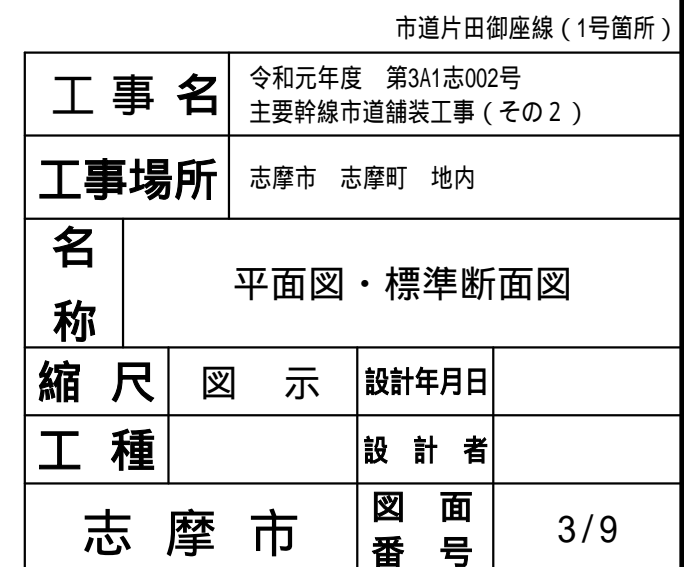 市道片田御座線（1号箇所）
工事名 令和元年度 第3A1志002号
主要幹線市道舗装工事（その２）
工事場所 志摩市 志摩町 地内
名称 平面図・標準断面図
縮尺 図示 設計年月日
工種 設計者
志摩市 図面番号 3/9